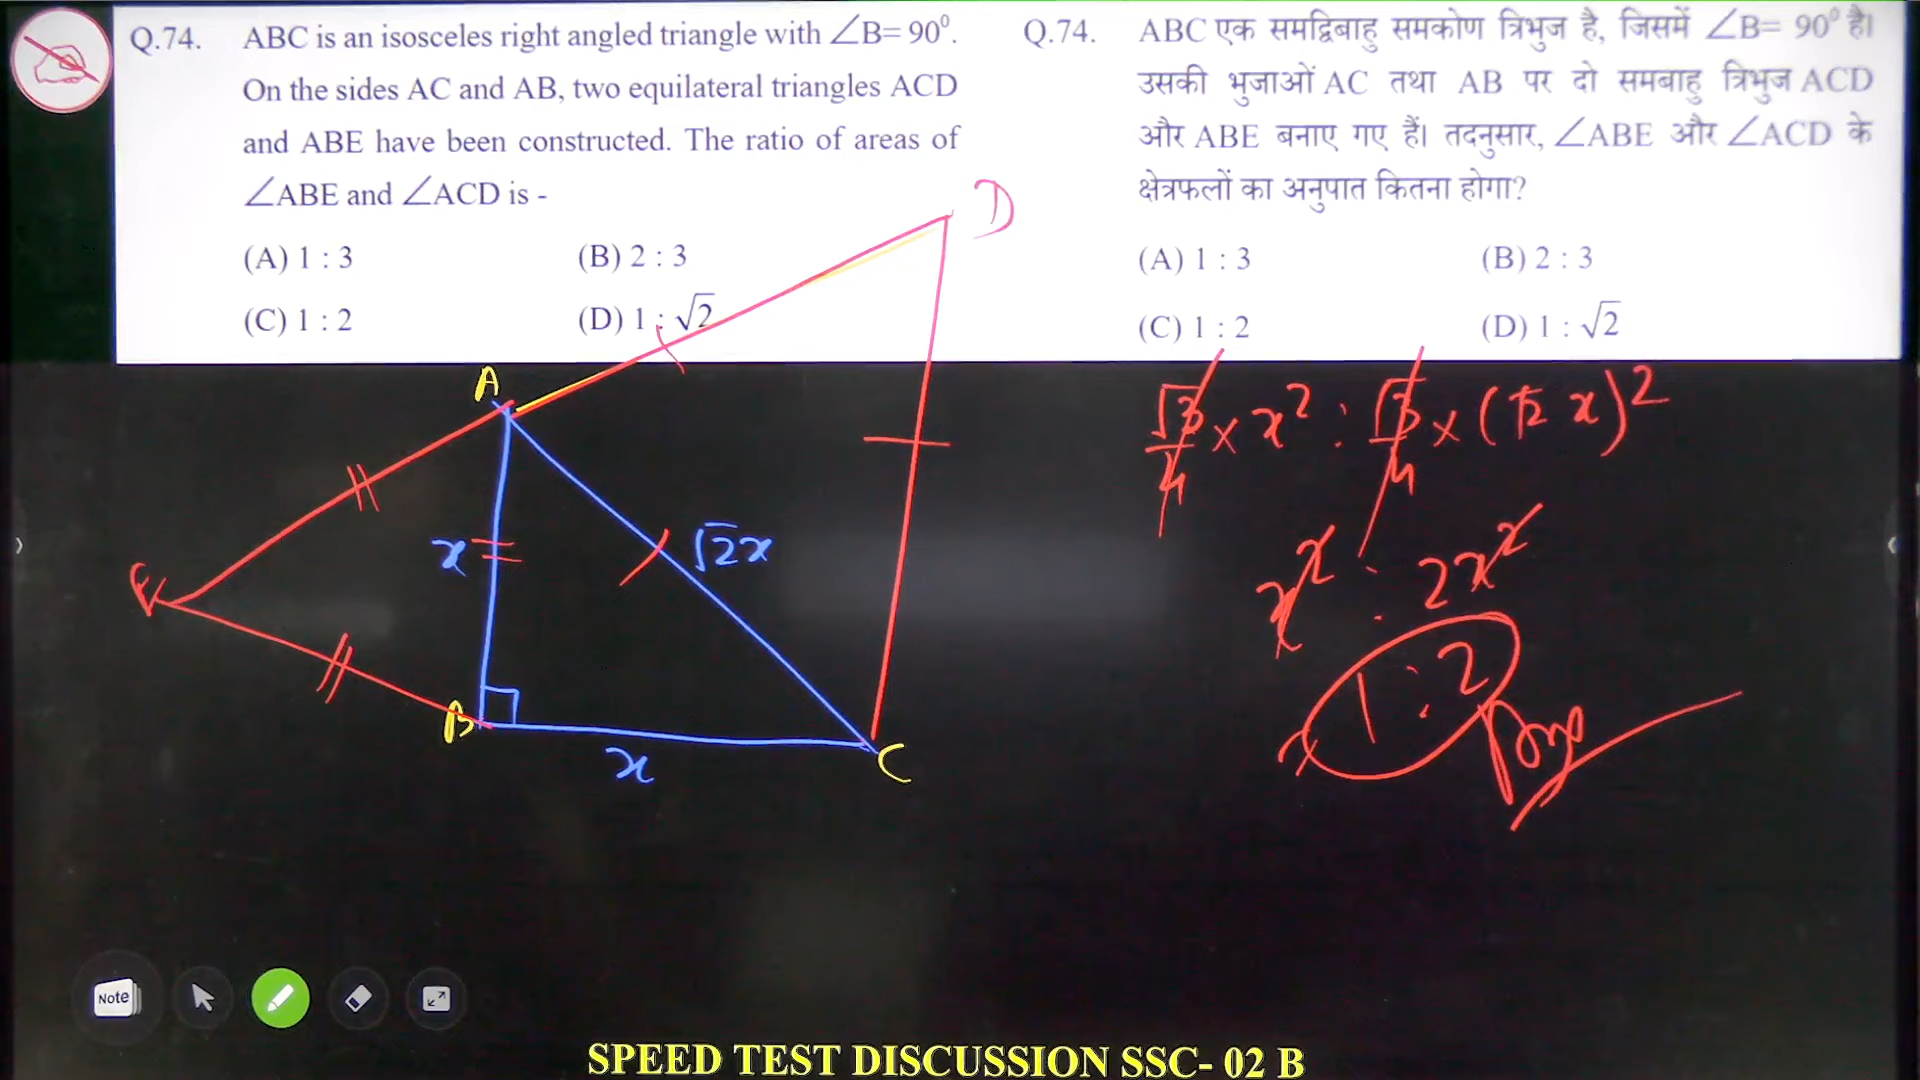 Q.74. ABC is an isosceles right angled triangle with ∠B= 90⁰.
On the sides AC and AB, two equilateral triangles ACD
and ABE have been constructed. The ratio of areas of
∠ABE and ∠ACD is -
(A) 1 : 3 (B) 2 : 3
(C) 1 : 2 (D) 1 : √2
Q.74. ABC एक समद्विबाहु समकोण त्रिभुज है, जिसमें ∠B= 90⁰ है।
उसकी भुजाओं AC तथा AB पर दो समबाहु त्रिभुज ACD
और ABE बनाए गए हैं। तदनुसार, ∠ABE और ∠ACD के
क्षेत्रफलों का अनुपात कितना होगा?
(A) 1 : 3 (B) 2 : 3
(C) 1 : 2 (D) 1 : √2
D
A
x
√2x
E
B
x
C
√3/4 × x² : √3/4 × (√2 x)²
x² : 2x²
1 : 2 Ans
Note
SPEED TEST DISCUSSION SSC- 02 B